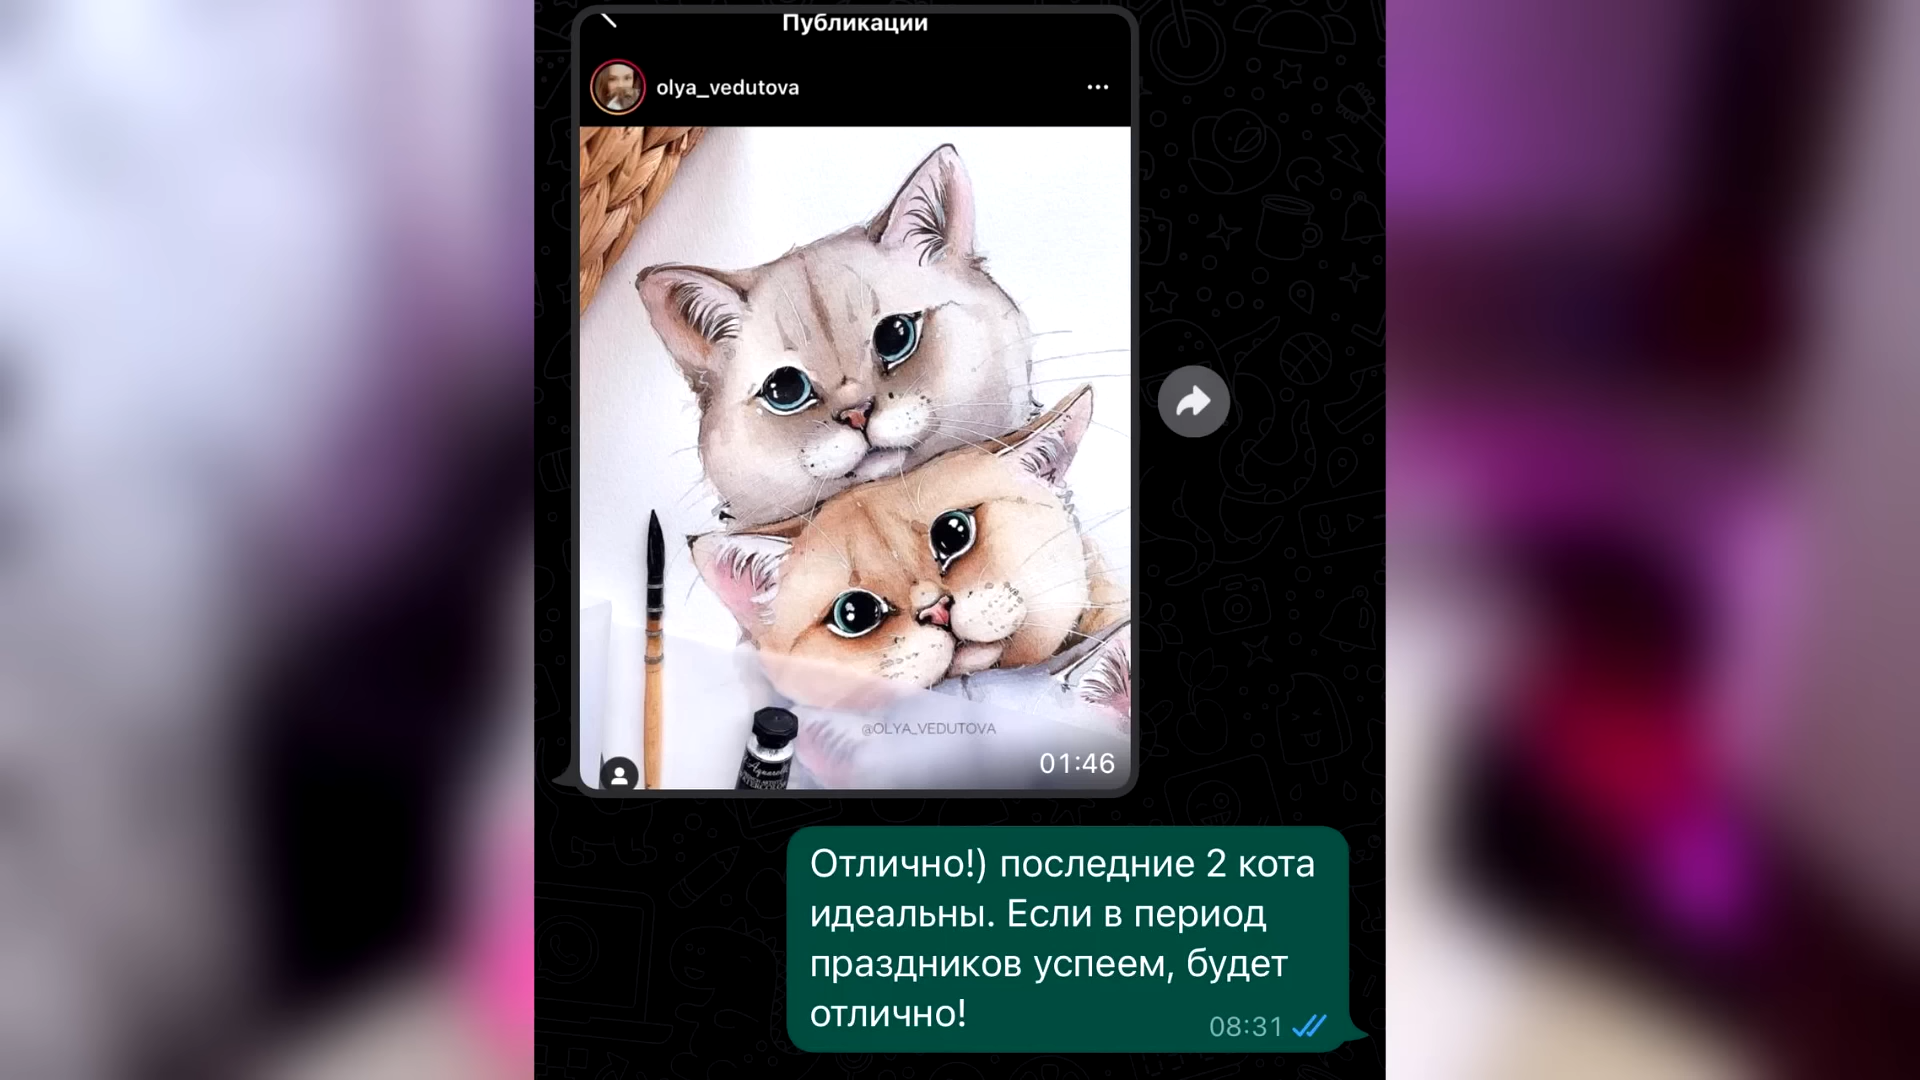 Публикации
olya_vedutova
@OLYA_VEDUTOVA
01:46
Отлично!) последние 2 кота
идеальны. Если в период
праздников успеем, будет
отлично!
08:31